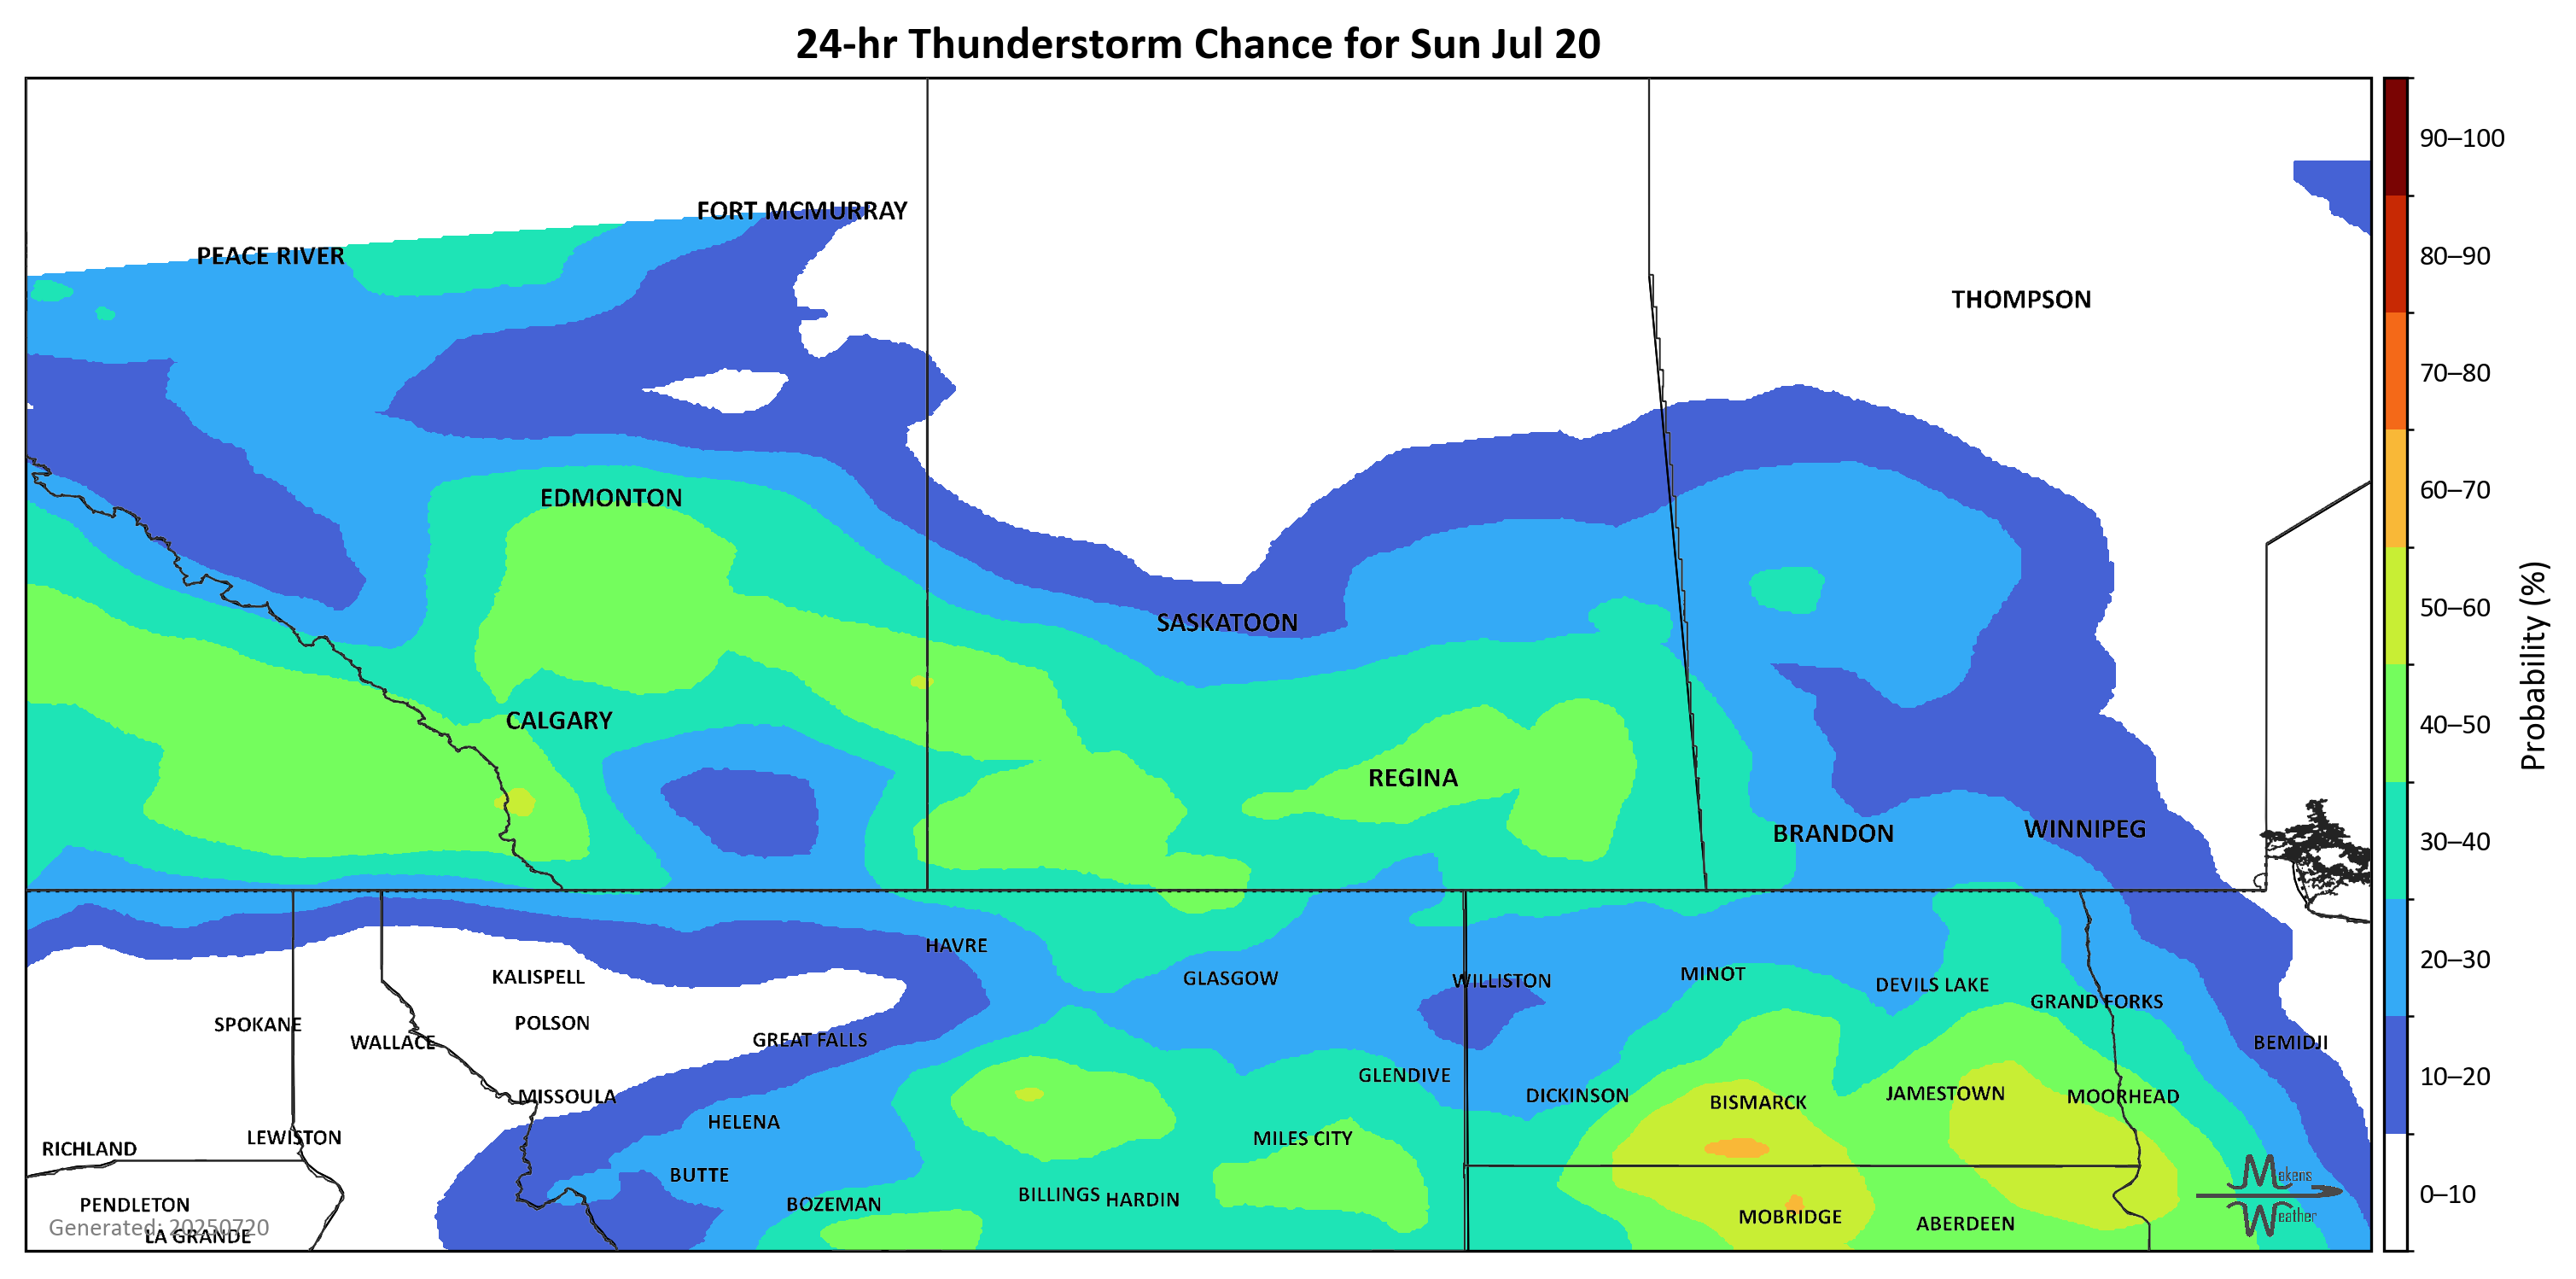 24-hr Thunderstorm Chance for Sun Jul 20
90–100
FORT MCMURRAY
PEACE RIVER
80–90
THOMPSON
70–80
EDMONTON
60–70
SASKATOON
50–60
Probability (%)
CALGARY
40–50
REGINA
BRANDON
WINNIPEG
30–40
HAVRE
KALISPELL
GLASGOW
WILLISTON
MINOT
DEVILS LAKE
20–30
GRAND FORKS
SPOKANE
POLSON
WALLACE
GREAT FALLS
BEMIDJI
GLENDIVE
10–20
MISSOULA
DICKINSON
BISMARCK
JAMESTOWN
MOORHEAD
HELENA
LEWISTON
MILES CITY
RICHLAND
BUTTE
Makens
Weather
0–10
PENDLETON
BOZEMAN
BILLINGS
HARDIN
MOBRIDGE
ABERDEEN
Generated: 20250720
LA GRANDE